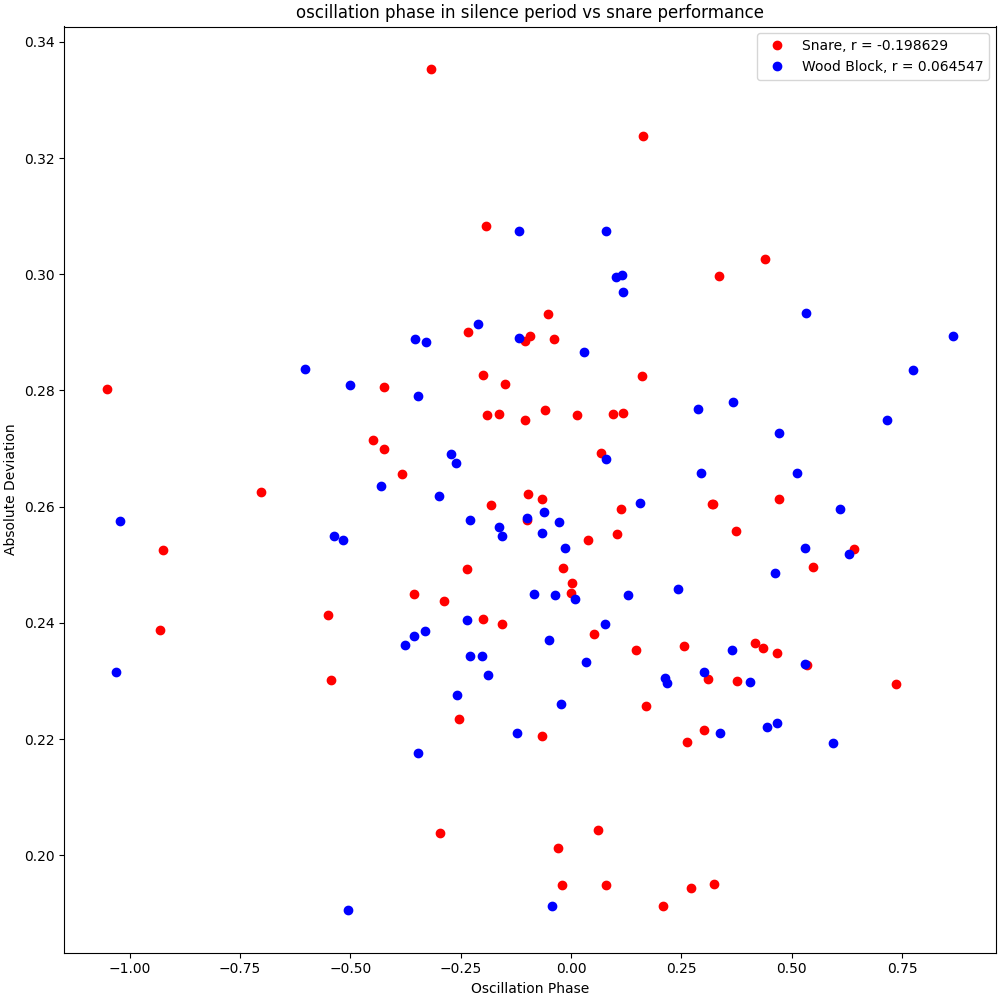 oscillation phase in silence period vs snare performance
Snare, r = -0.198629
Wood Block, r = 0.064547
Absolute Deviation
0.34
0.32
0.30
0.28
0.26
0.24
0.22
0.20
−1.00 −0.75 −0.50 −0.25 0.00 0.25 0.50 0.75
Oscillation Phase